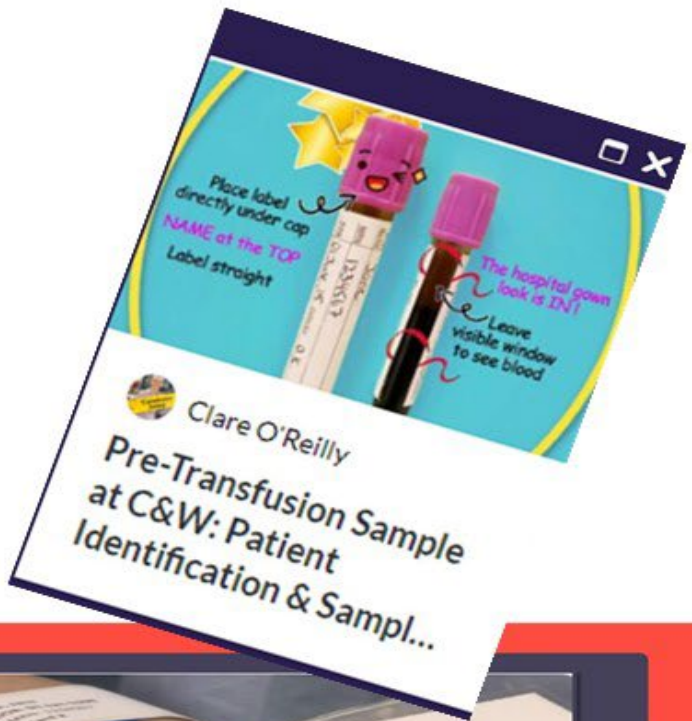 Place label
directly under cap
NAME at the TOP
Label straight
1234567
The hospital gown
look is IN!
Leave
visible window
to see blood
Clare O'Reilly
Pre-Transfusion Sample
at C&W: Patient
Identification & Sampl...